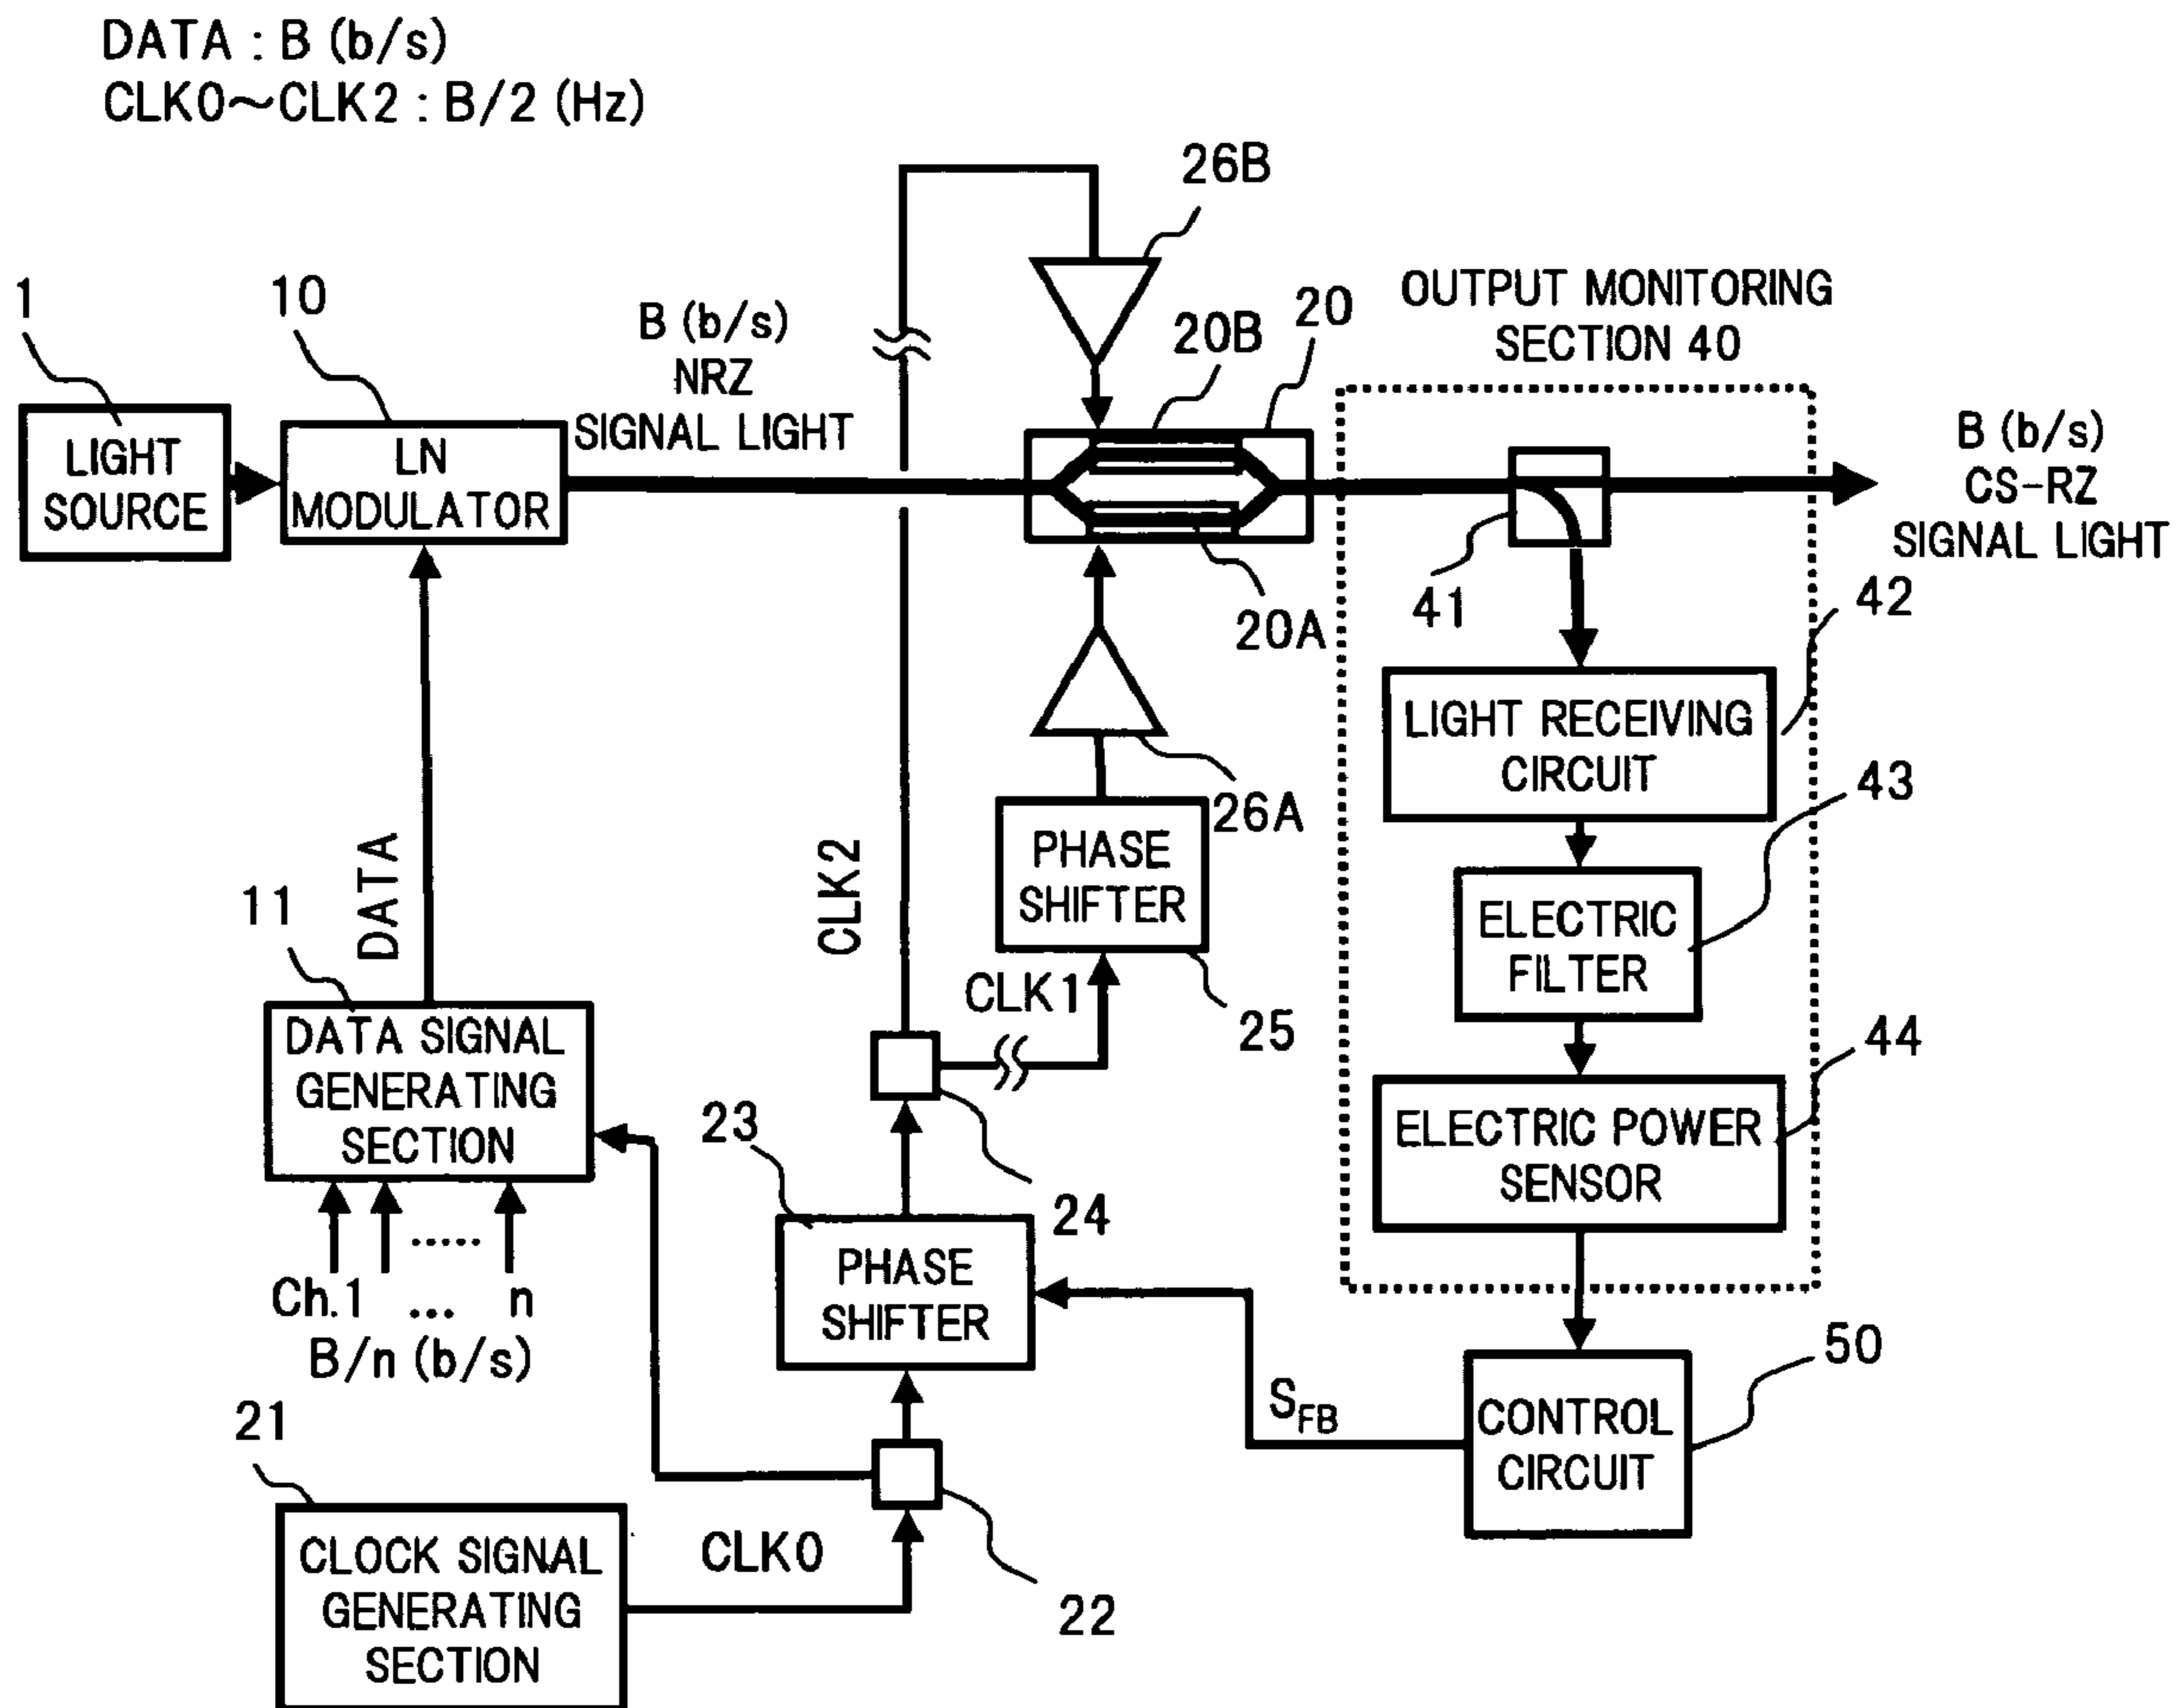 DATA : B (b/s)
CLK0~CLK2 : B/2 (Hz)
26B
1
10
B (b/s)
NRZ
SIGNAL LIGHT
20B
20
OUTPUT MONITORING
SECTION 40
LIGHT
SOURCE
LN
MODULATOR
B (b/s)
CS-RZ
SIGNAL LIGHT
41
42
20A
LIGHT RECEIVING
CIRCUIT
43
26A
PHASE
SHIFTER
DATA
CLK2
11
ELECTRIC
FILTER
CLK1
25
44
DATA SIGNAL
GENERATING
SECTION
23
ELECTRIC POWER
SENSOR
24
PHASE
SHIFTER
.....
Ch.1 ... n
B/n (b/s)
50
SFB
CONTROL
CIRCUIT
21
CLOCK SIGNAL
GENERATING
SECTION
CLK0
22